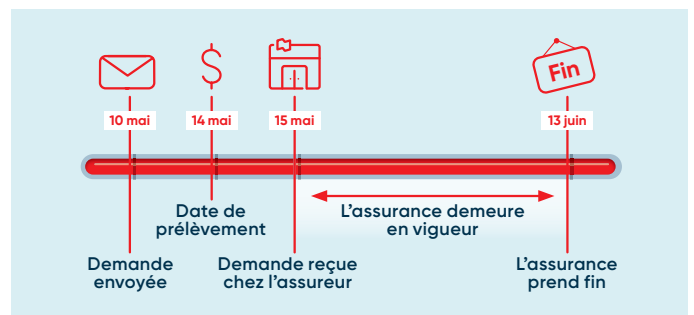 Fin
10 mai
14 mai
15 mai
13 juin
Date de
prélèvement
L'assurance demeure
en vigueur
Demande
envoyée
Demande reçue
chez l'assureur
L'assurance
prend fin